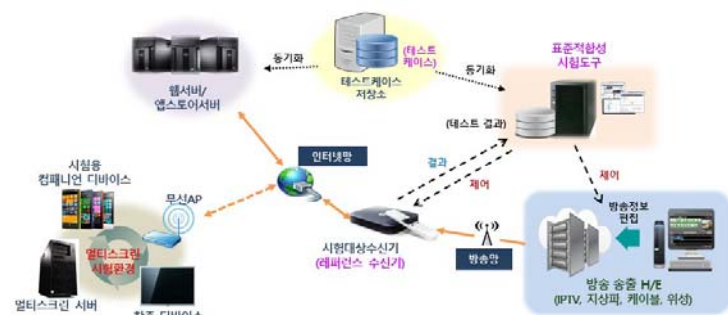 동기화
(테스트
케이스)
테스트케이스
저장소
동기화
표준적합성
시험도구
웹서버/
앱스토어서버
(테스트 결과)
인터넷망
결과
제어
제어
시험용
컴패니언 디바이스
무선AP
멀티스크린
시험환경
멀티스크린 서버
시험대상수신기
(레퍼런스 수신기)
방송망
방송정보
편집
방송 송출 H/E
(IPTV, 지상파, 케이블, 위성)